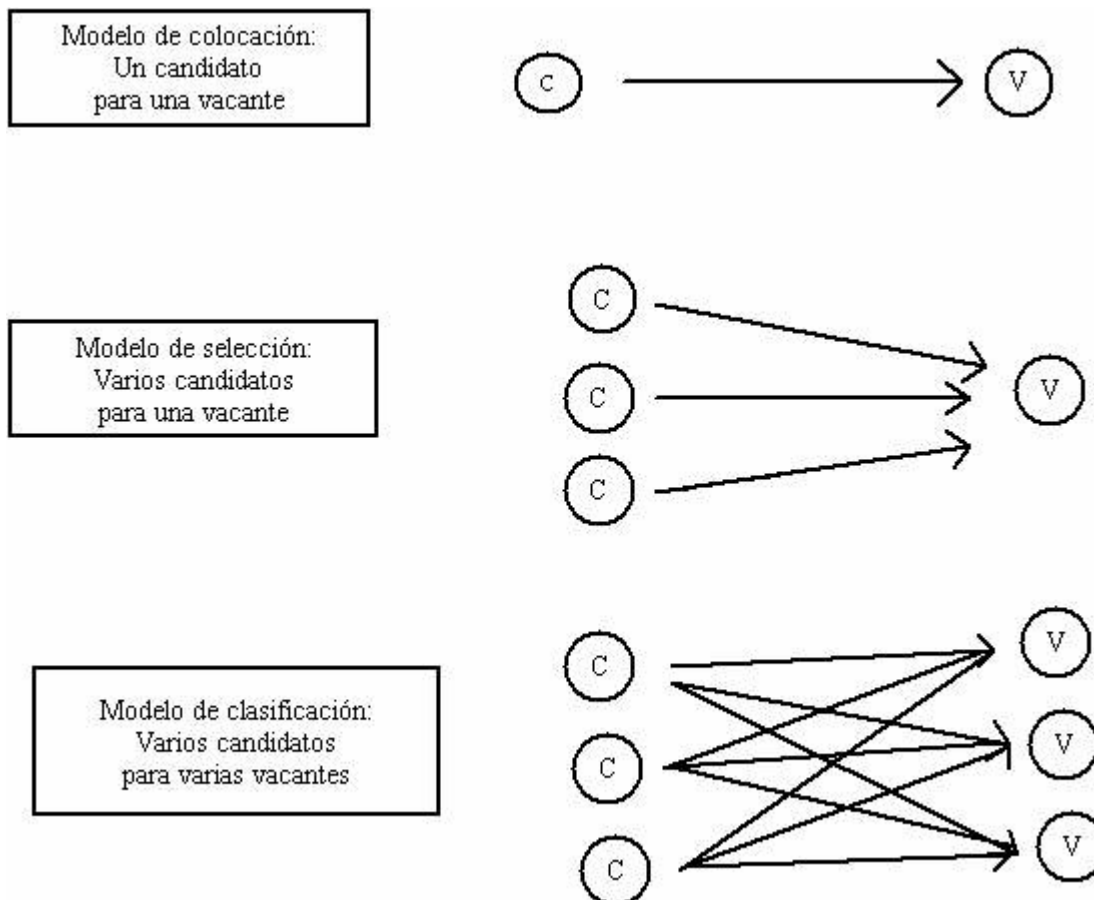 Modelo de colocación:
Un candidato
para una vacante
C
V
Modelo de selección:
Varios candidatos
para una vacante
C
C
C
V
Modelo de clasificación:
Varios candidatos
para varias vacantes
C
C
C
V
V
V